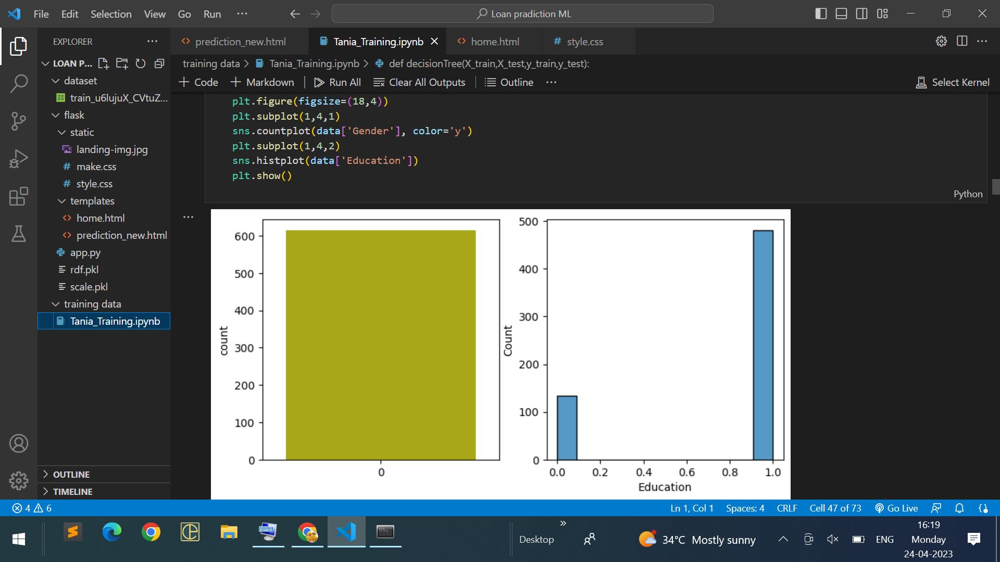 File Edit Selection View Go Run ···
Loan pradiction ML
EXPLORER ···
prediction_new.html
Tania_Training.ipynb
home.html
# style.css
LOAN P...
training data > Tania_Training.ipynb > def decisionTree(X_train,X_test,y_train,y_test):
+ Code + Markdown Run All Clear All Outputs Outline ···
Select Kernel
dataset
train_u6lujuX_CVtuZ...
flask
static
landing-img.jpg
# make.css
# style.css
templates
home.html
prediction_new.html
app.py
rdf.pkl
scale.pkl
training data
Tania_Training.ipynb
OUTLINE
TIMELINE
plt.figure(figsize=(18,4))
plt.subplot(1,4,1)
sns.countplot(data['Gender'], color='y')
plt.subplot(1,4,2)
sns.histplot(data['Education'])
plt.show()
Python
600
500
400
300
200
100
0
count
0
500
400
300
200
100
0
Count
0.0 0.2 0.4 0.6 0.8 1.0
Education
4 6
Ln 1, Col 1 Spaces: 4 CRLF Cell 47 of 73 Go Live
Desktop
34°C Mostly sunny
ENG
16:19
Monday
24-04-2023